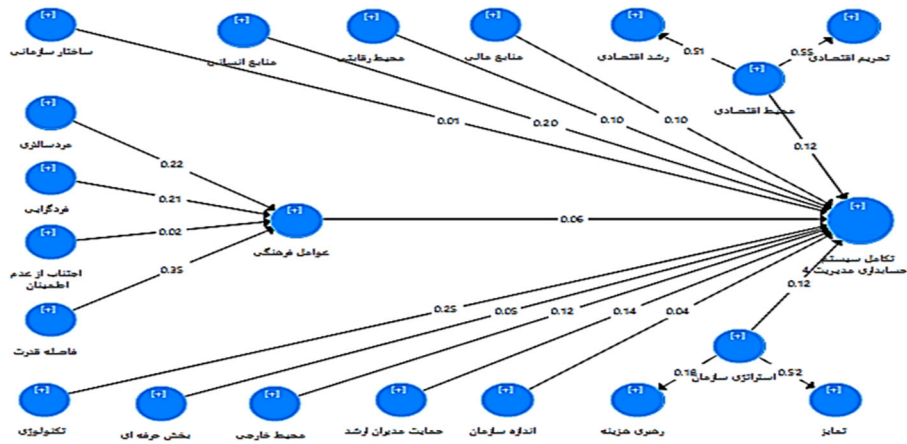 [+] [+] [+] [+] [+] [+]
ساختار سازمانی
منابع انسانی
محیط رقابتی
منابع مالی
رشد اقتصادی
تحریم اقتصادی
0.51
0.55
[+]
محیط اقتصادی
[+]
مردسالاری
0.01
0.20
0.10
0.10
0.12
0.22
[+]
فردگرایی
0.21
[+]
عوامل فرهنگی
0.06
[+]
تکامل سیستم
حسابداری مدیریت 4
[+]
اجتناب از عدم
اطمینان
0.02
0.35
[+]
فاصله قدرت
0.25
0.05
0.12
0.14
0.04
0.12
[+]
استراتژی سازمان
0.16
0.52
[+] [+] [+] [+] [+] [+] [+]
تکنولوژی
بخش حرفه ای
محیط خارجی
حمایت مدیران ارشد
اندازه سازمان
رهبری هزینه
تمایز